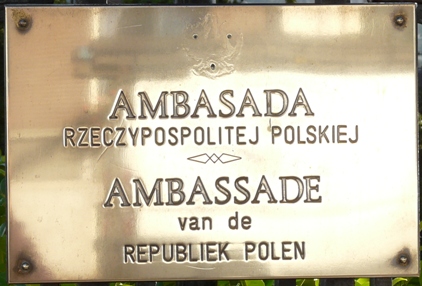 AMBASADA
RZECZYPOSPOLITEJ POLSKIEJ
AMBASSADE
van de
REPUBLIEK POLEN